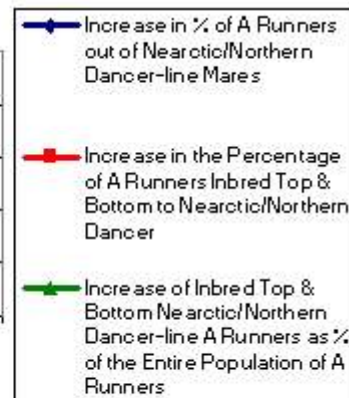 Increase in % of A Runners
out of Nearctic/Northern
Dancer-line Mares
Increase in the Percentage
of A Runners Inbred Top &
Bottom to Nearctic/Northern
Dancer
Increase of Inbred Top &
Bottom Nearctic/Northern
Dancer-line A Runners as %
of the Entire Population of A
Runners